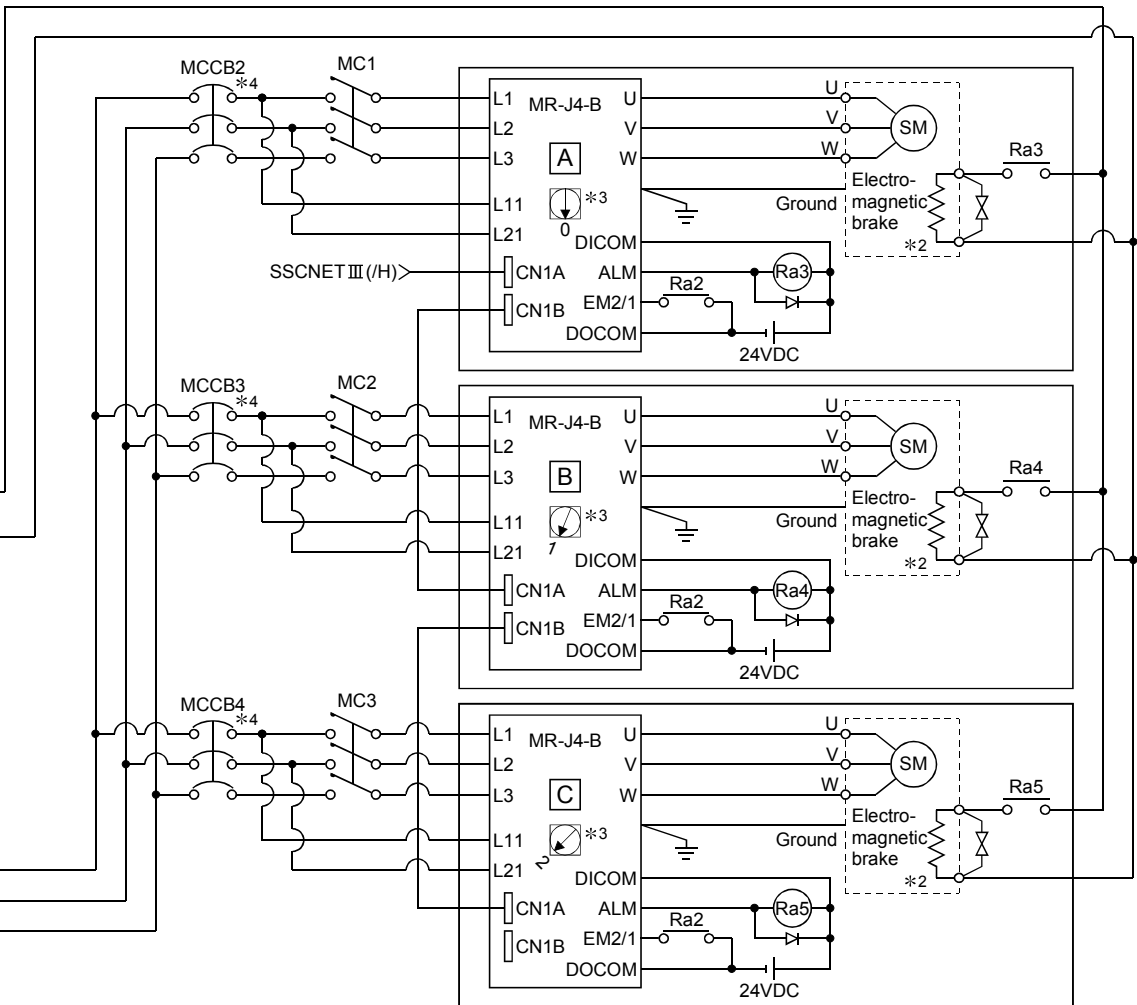 MCCB2
*4
MC1
L1
MR-J4-B
U
U
L2
V
V
SM
L3
A
W
W
Ra3
*3
0
L11
L21
Ground
Electro-
magnetic
brake
*2
DICOM
SSCNETⅢ(/H)
CN1A
ALM
Ra3
Ra2
CN1B
EM2/1
DOCOM
24VDC
MCCB3
*4
MC2
L1
MR-J4-B
U
U
L2
V
V
SM
L3
B
W
W
Ra4
*3
1
L11
L21
Ground
Electro-
magnetic
brake
*2
DICOM
CN1A
ALM
Ra4
Ra2
CN1B
EM2/1
DOCOM
24VDC
MCCB4
*4
MC3
L1
MR-J4-B
U
U
L2
V
V
SM
L3
C
W
W
Ra5
*3
2
L11
L21
Ground
Electro-
magnetic
brake
*2
DICOM
CN1A
ALM
Ra5
Ra2
CN1B
EM2/1
DOCOM
24VDC